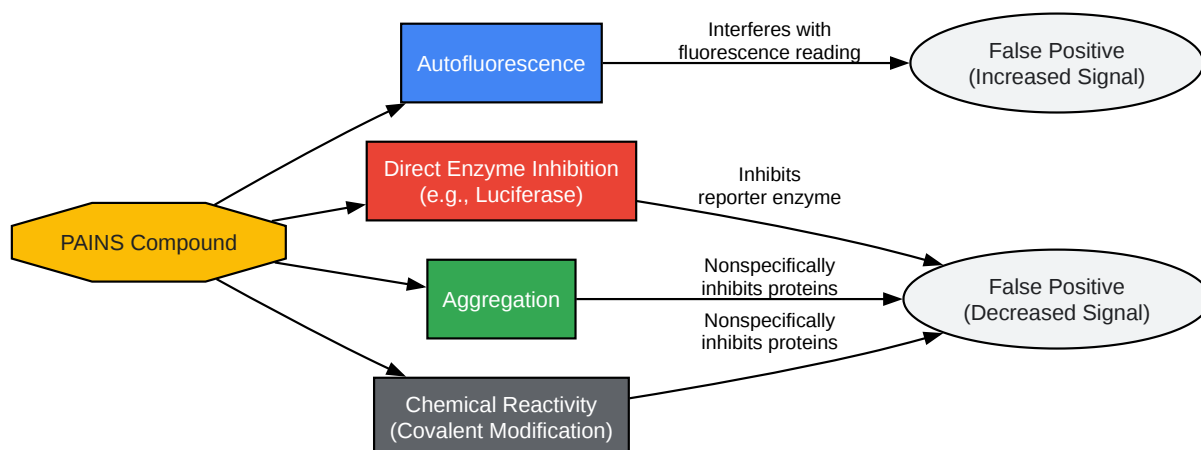 PAINS Compound
Autofluorescence
Interferes with
fluorescence reading
False Positive
(Increased Signal)
Direct Enzyme Inhibition
(e.g., Luciferase)
Inhibits
reporter enzyme
Aggregation
Nonspecifically
inhibits proteins
False Positive
(Decreased Signal)
Chemical Reactivity
(Covalent Modification)
Nonspecifically
inhibits proteins